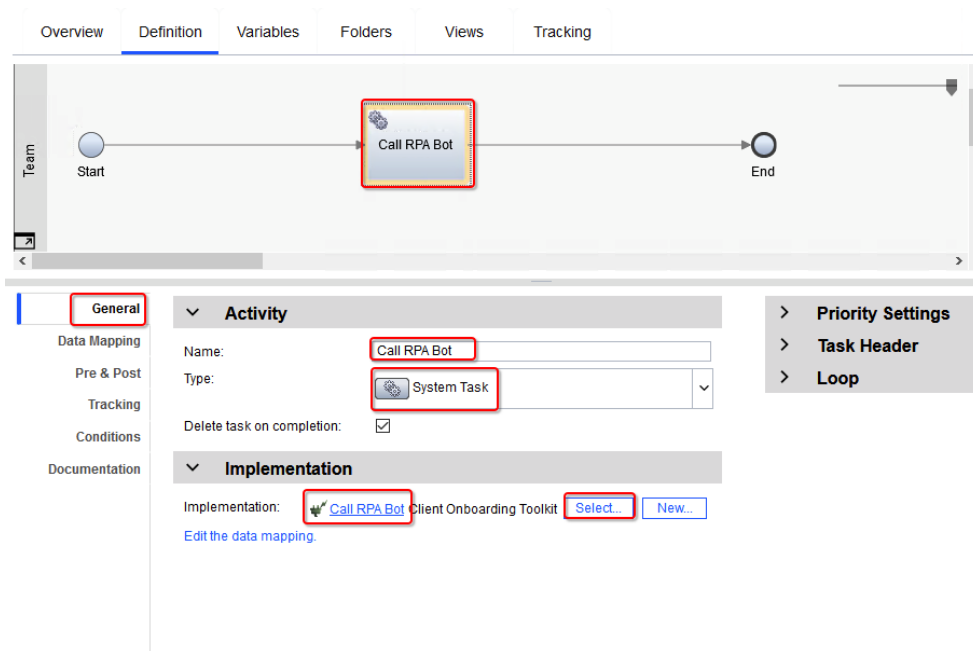 Overview Definition Variables Folders Views Tracking
Team
Call RPA Bot
Start
End
General
Data Mapping
Pre & Post
Tracking
Conditions
Documentation
Activity
Name: Call RPA Bot
Type: System Task
Delete task on completion:
Implementation
Implementation: Call RPA Bot Client Onboarding Toolkit Select... New...
Edit the data mapping.
Priority Settings
Task Header
Loop